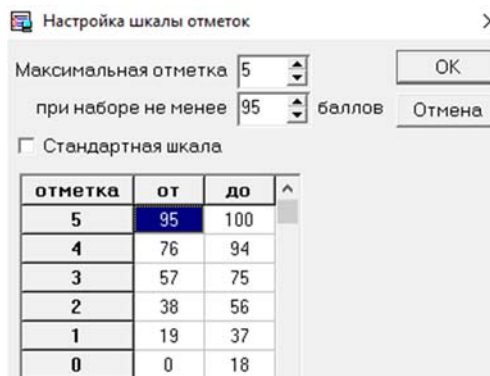 Настройка шкалы отметок
Максимальная отметка 5
OK
при наборе не менее 95 баллов
Отмена
Стандартная шкала
отметка от до
5 95 100
4 76 94
3 57 75
2 38 56
1 19 37
0 0 18